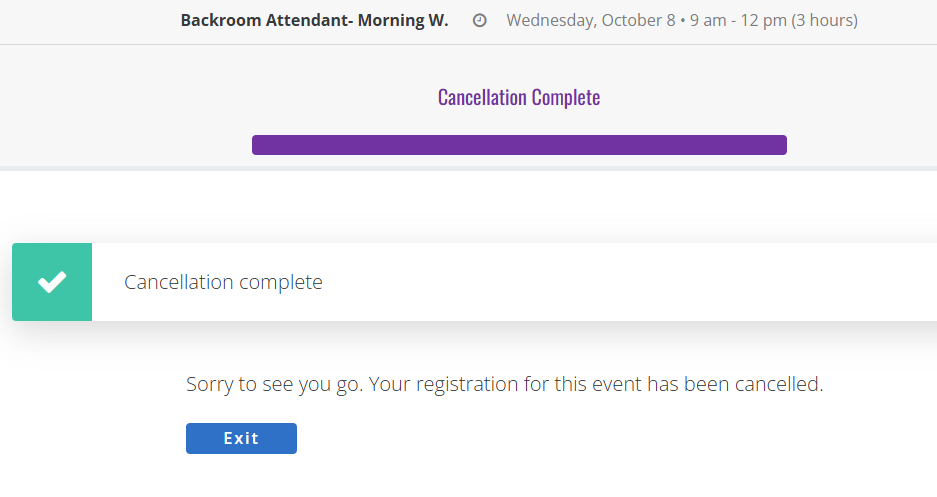 Backroom Attendant- Morning W. Wednesday, October 8 • 9 am - 12 pm (3 hours)
Cancellation Complete
Cancellation complete
Sorry to see you go. Your registration for this event has been cancelled.
Exit